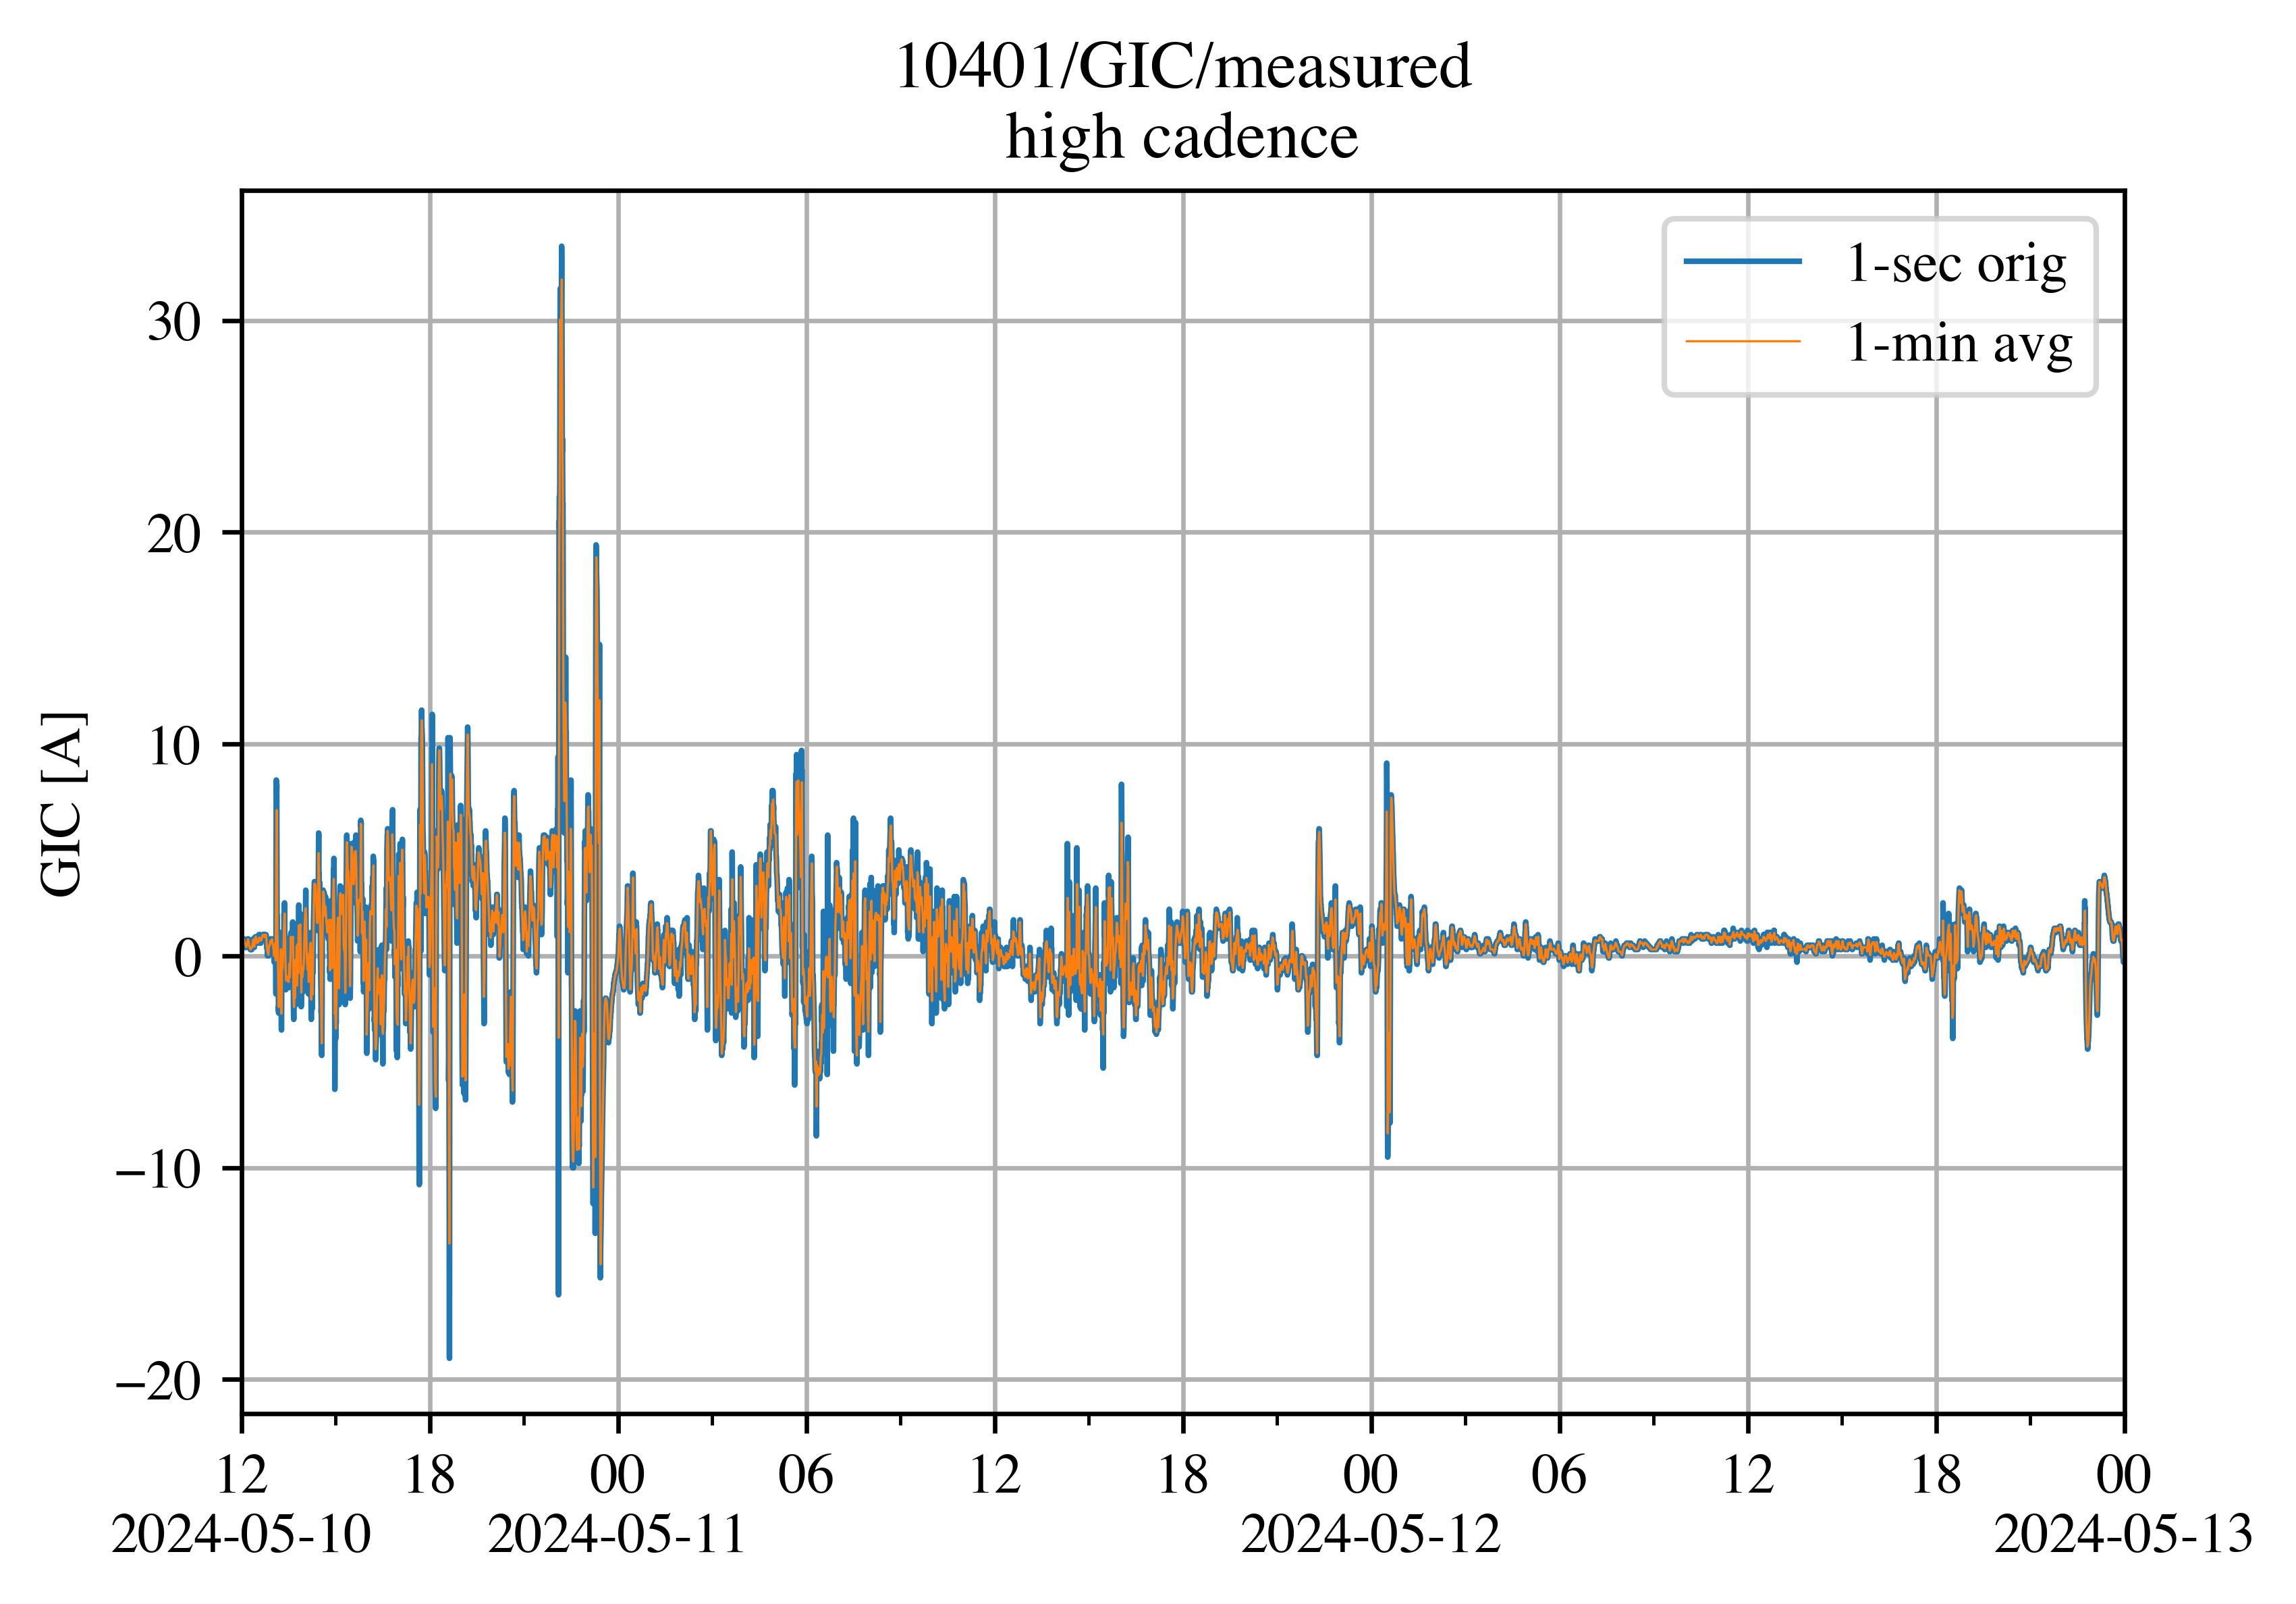 10401/GIC/measured
high cadence
1-sec orig
1-min avg
GIC [A]
30
20
10
0
−10
−20
12 18 00 06 12 18 00 06 12 18 00
2024-05-10 2024-05-11 2024-05-12 2024-05-13